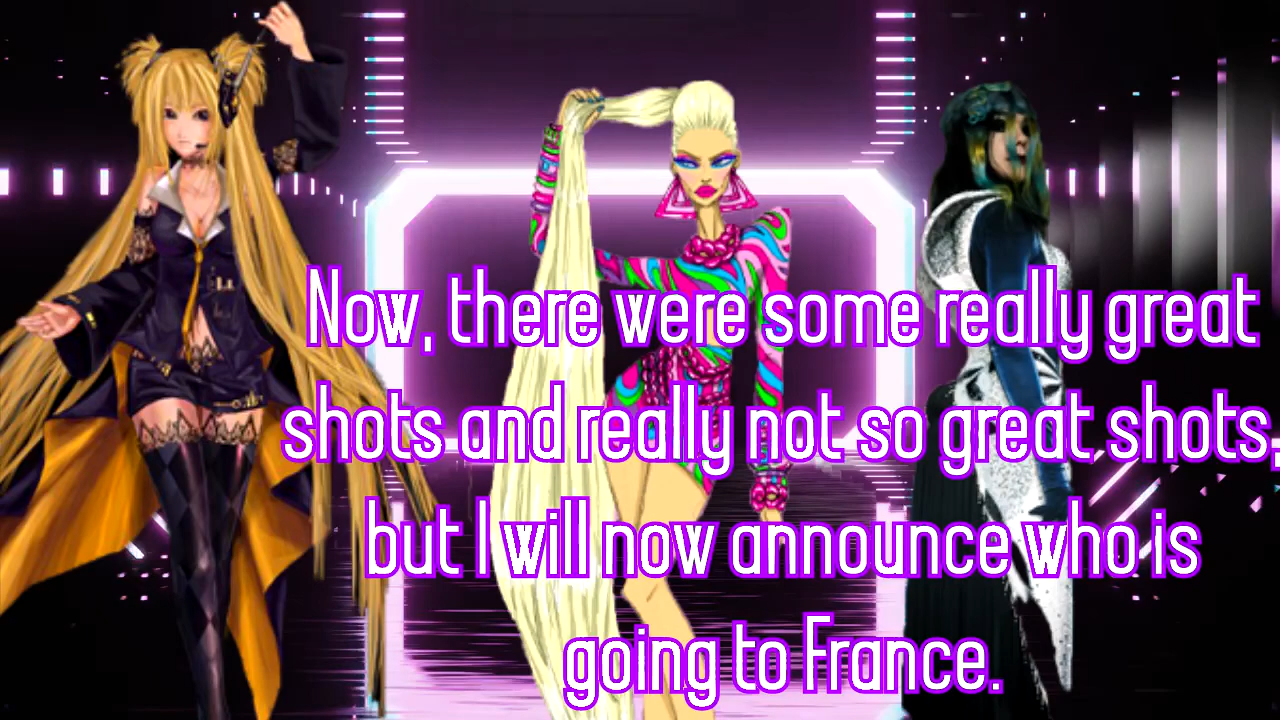 Now, there were some really great
shots and really not so great shots,
but I will now announce who is
going to France.